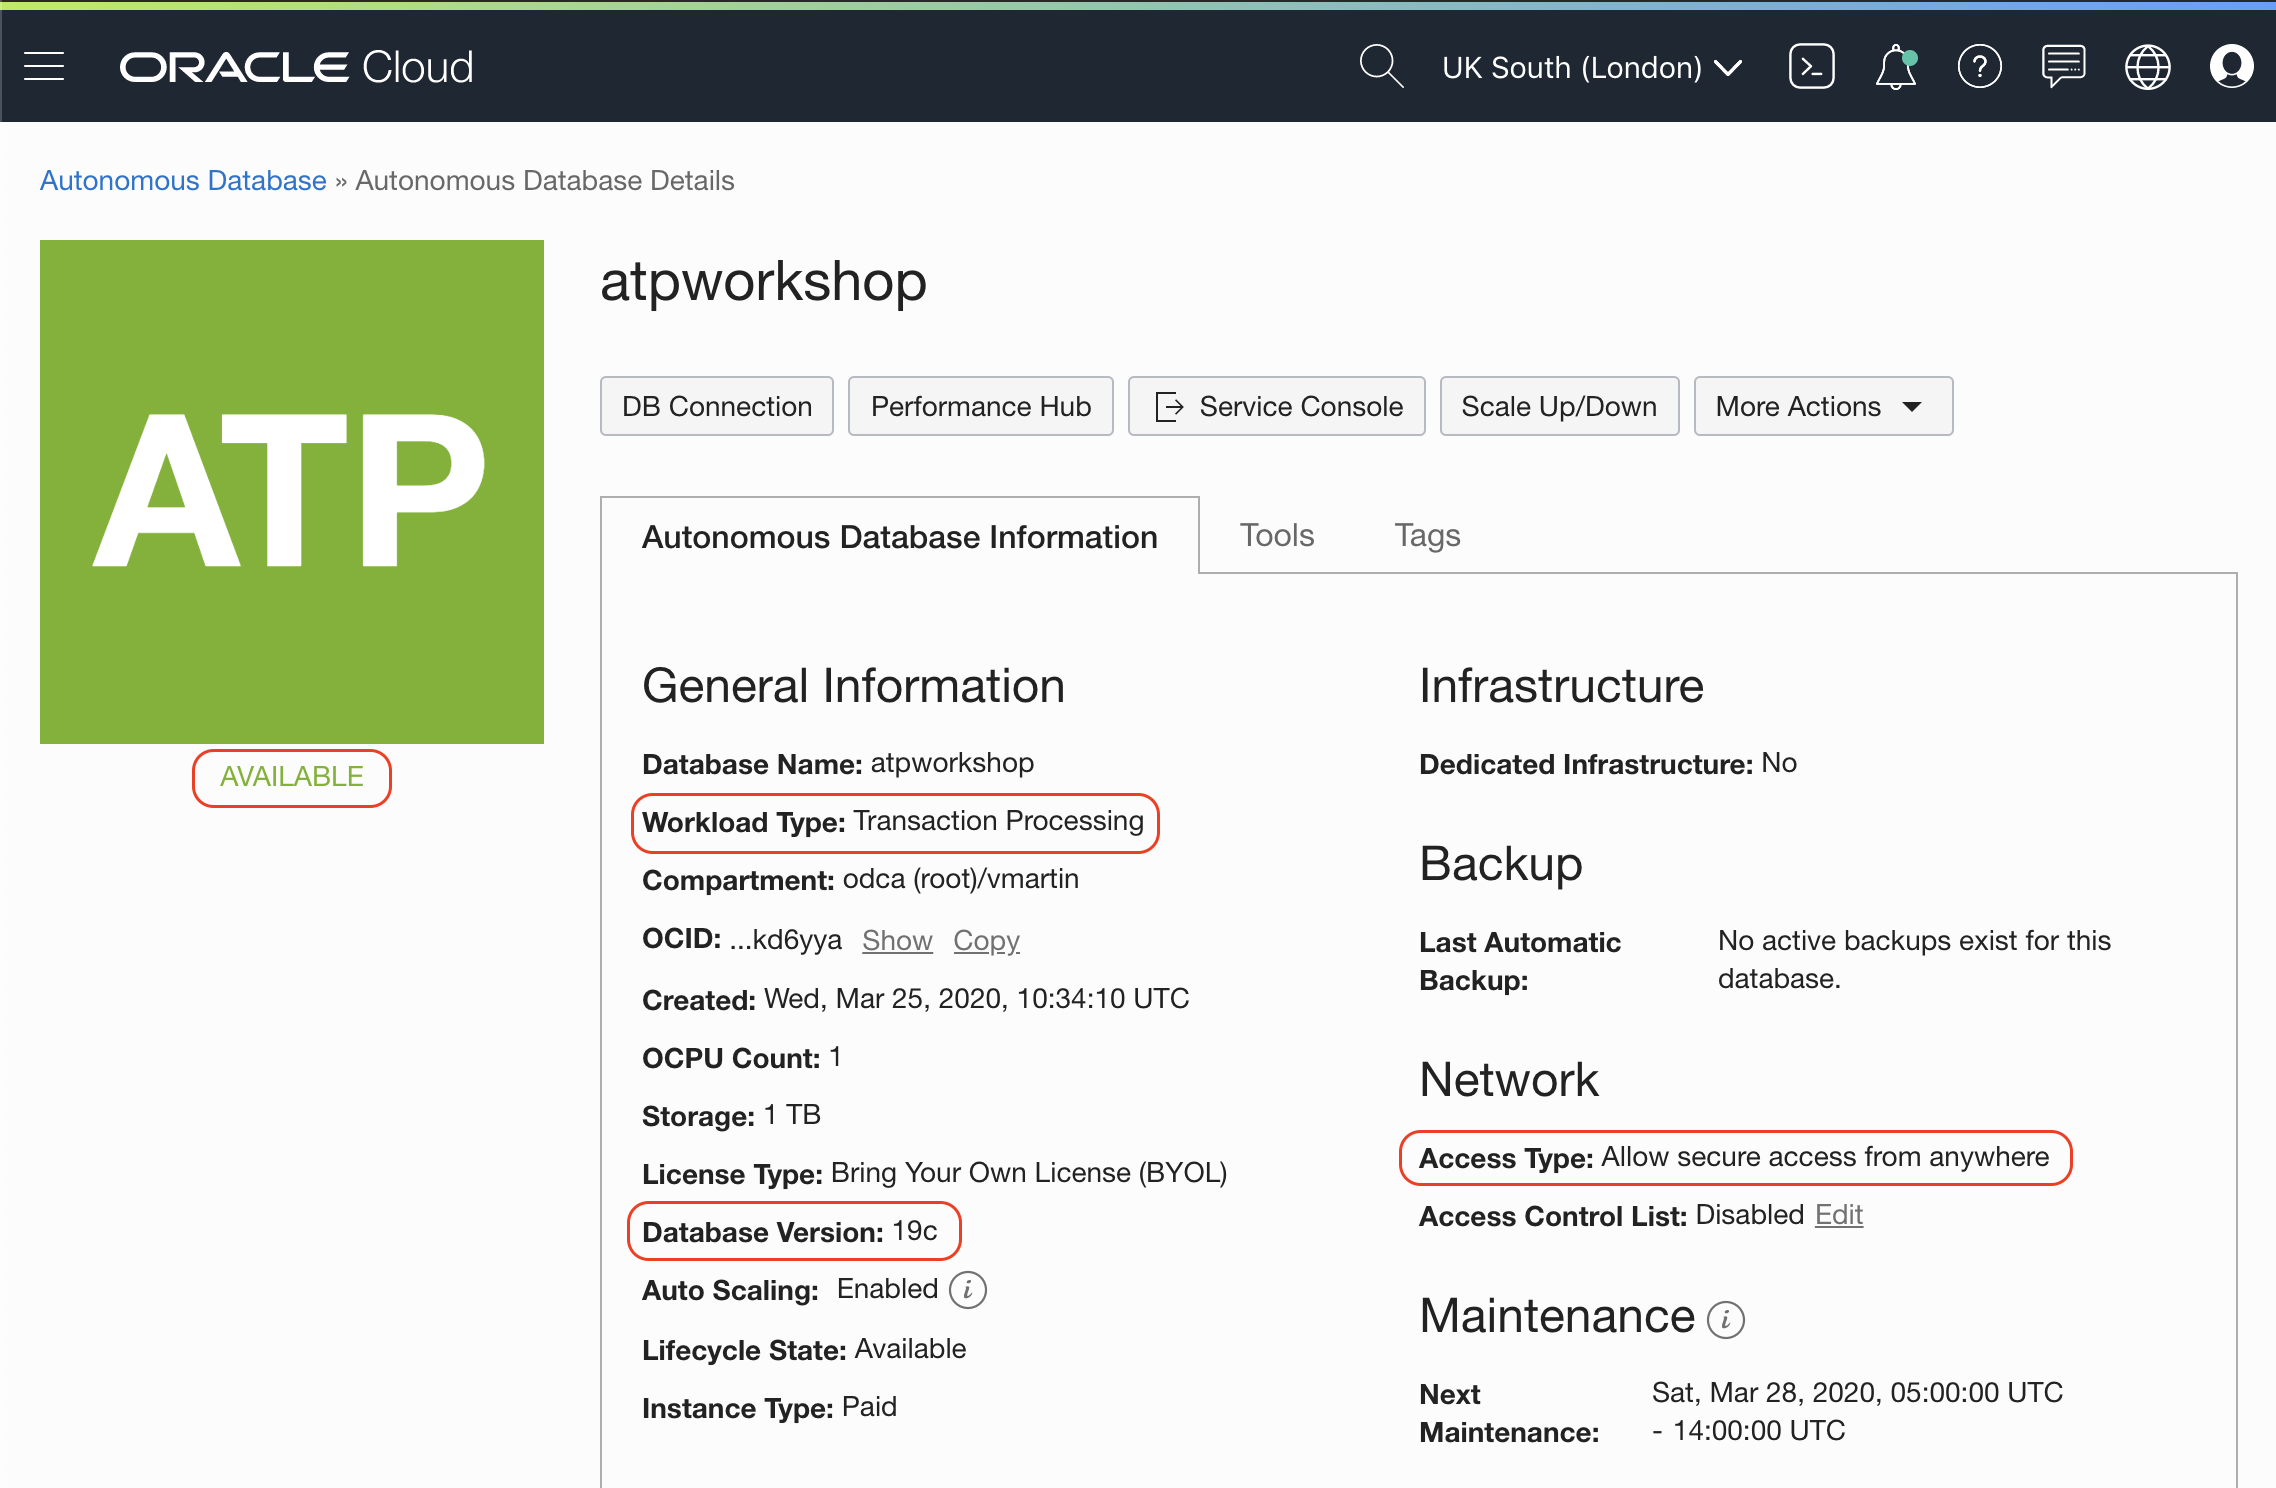 ORACLE Cloud
UK South (London)
Autonomous Database » Autonomous Database Details
ATP
AVAILABLE
atpworkshop
DB Connection
Performance Hub
Service Console
Scale Up/Down
More Actions
Autonomous Database Information
Tools
Tags
General Information
Database Name: atpworkshop
Workload Type: Transaction Processing
Compartment: odca (root)/vmartin
OCID: ...kd6yya Show Copy
Created: Wed, Mar 25, 2020, 10:34:10 UTC
OCPU Count: 1
Storage: 1 TB
License Type: Bring Your Own License (BYOL)
Database Version: 19c
Auto Scaling: Enabled i
Lifecycle State: Available
Instance Type: Paid
Infrastructure
Dedicated Infrastructure: No
Backup
Last Automatic Backup: No active backups exist for this database.
Network
Access Type: Allow secure access from anywhere
Access Control List: Disabled Edit
Maintenance i
Next Maintenance: Sat, Mar 28, 2020, 05:00:00 UTC - 14:00:00 UTC